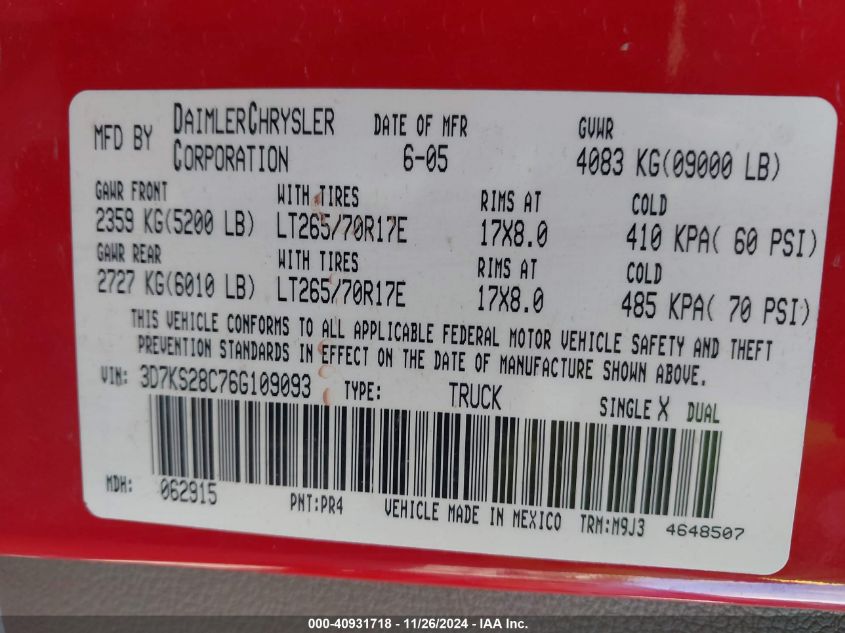 MFD BY DAIMLERCHRYSLER CORPORATION DATE OF MFR 6-05 GVWR 4083 KG(09000 LB)
GAWR FRONT WITH TIRES RIMS AT COLD
2359 KG(5200 LB) LT265/70R17E 17X8.0 410 KPA( 60 PSI)
GAWR REAR WITH TIRES RIMS AT COLD
2727 KG(6010 LB) LT265/70R17E 17X8.0 485 KPA( 70 PSI)
THIS VEHICLE CONFORMS TO ALL APPLICABLE FEDERAL MOTOR VEHICLE SAFETY AND THEFT
PREVENTION STANDARDS IN EFFECT ON THE DATE OF MANUFACTURE SHOWN ABOVE.
VIN: 3D7KS28C76G109093 TYPE: TRUCK SINGLE X DUAL
MDH: 062915 PNT:PR4 VEHICLE MADE IN MEXICO TRM:M9J3 4648507
000-40931718 - 11/26/2024 - IAA Inc.